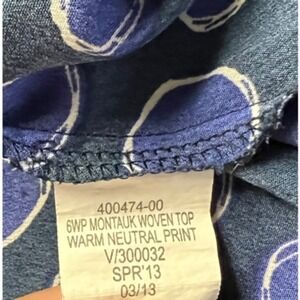 400474-00
6WP MONTAUK WOVEN TOP
WARM NEUTRAL PRINT
V/300032
SPR'13
03/13